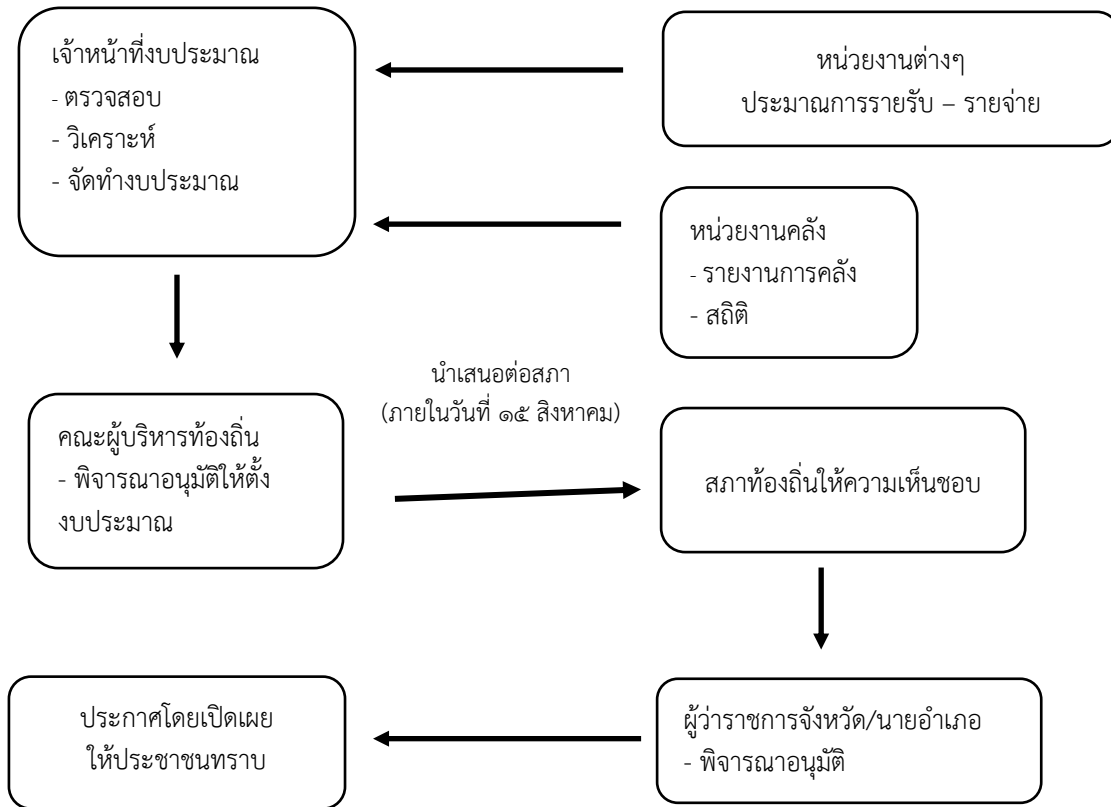 เจ้าหน้าที่งบประมาณ
- ตรวจสอบ
- วิเคราะห์
- จัดทำงบประมาณ
หน่วยงานต่างๆ
ประมาณการรายรับ – รายจ่าย
หน่วยงานคลัง
- รายงานการคลัง
- สถิติ
คณะผู้บริหารท้องถิ่น
- พิจารณาอนุมัติให้ตั้ง
งบประมาณ
นำเสนอต่อสภา
(ภายในวันที่ ๑๕ สิงหาคม)
สภาท้องถิ่นให้ความเห็นชอบ
ผู้ว่าราชการจังหวัด/นายอำเภอ
- พิจารณาอนุมัติ
ประกาศโดยเปิดเผย
ให้ประชาชนทราบ